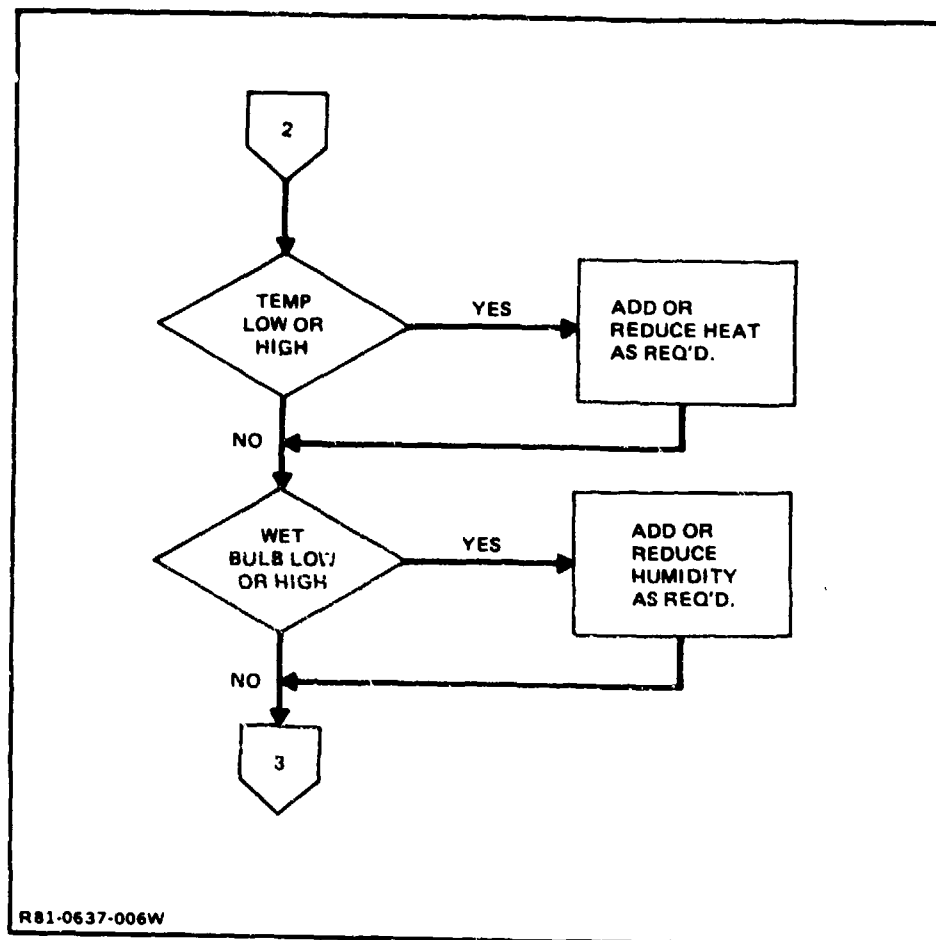 2
TEMP
LOW OR
HIGH
YES
ADD OR
REDUCE HEAT
AS REQ'D.
NO
WET
BULB LOW
OR HIGH
YES
ADD OR
REDUCE
HUMIDITY
AS REQ'D.
NO
3
R81-0637-006W